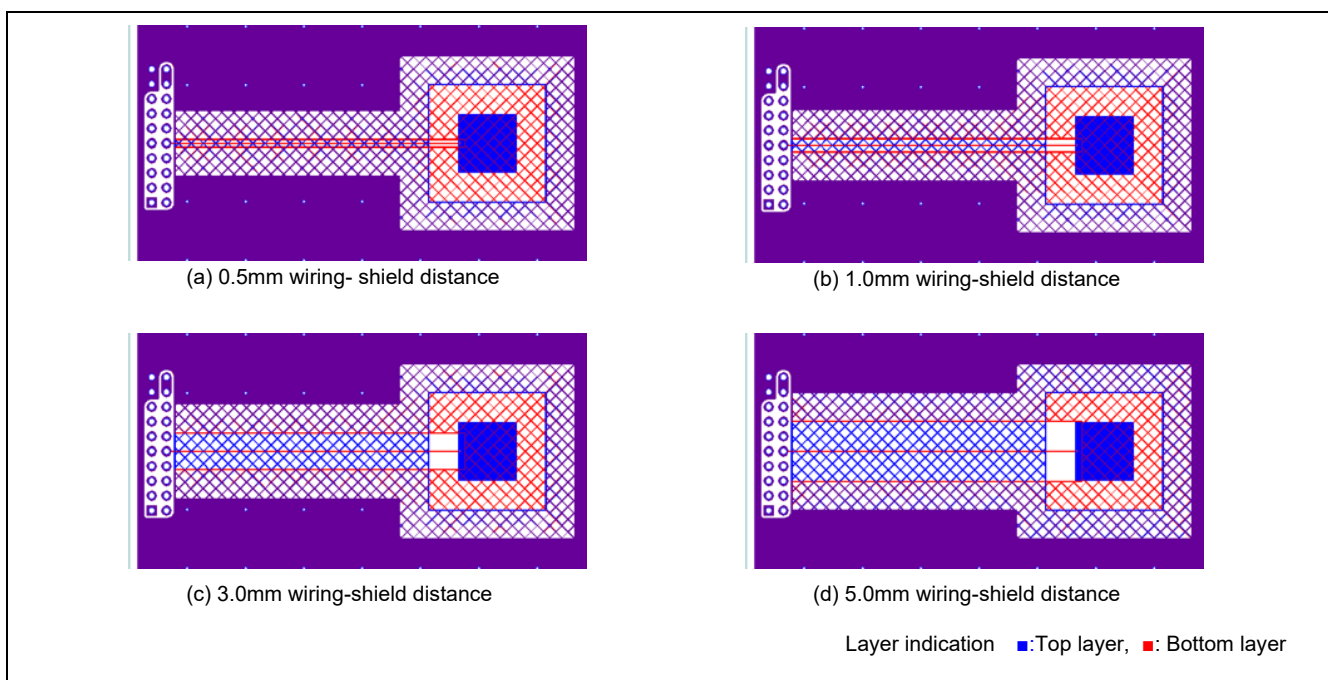 (a) 0.5mm wiring- shield distance
(b) 1.0mm wiring-shield distance
(c) 3.0mm wiring-shield distance
(d) 5.0mm wiring-shield distance
Layer indication ■:Top layer, ■: Bottom layer